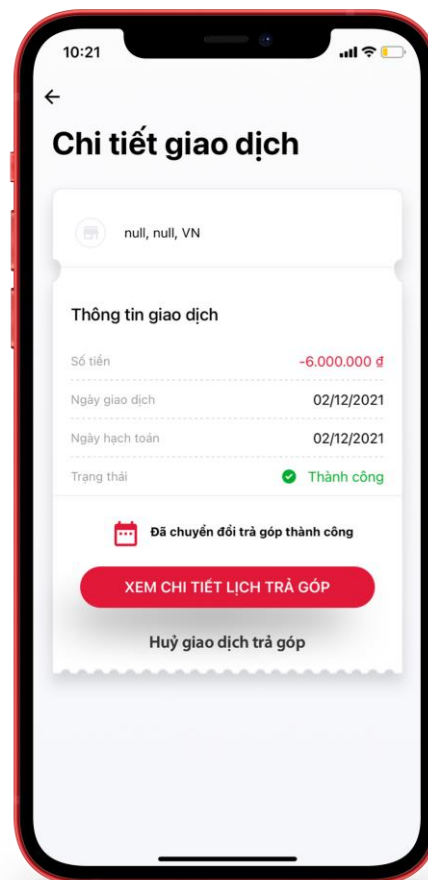 10:21
Chi tiết giao dịch
null, null, VN
Thông tin giao dịch
Số tiền -6.000.000 ₫
Ngày giao dịch 02/12/2021
Ngày hạch toán 02/12/2021
Trạng thái Thành công
Đã chuyển đổi trả góp thành công
XEM CHI TIẾT LỊCH TRẢ GÓP
Huỷ giao dịch trả góp